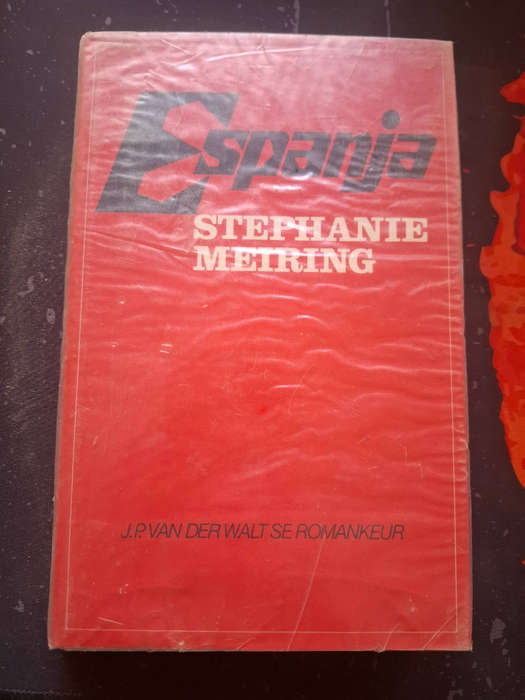 Espanja
STEPHANIE
MEIRING
J.P. VAN DER WALT SE ROMANKEUR